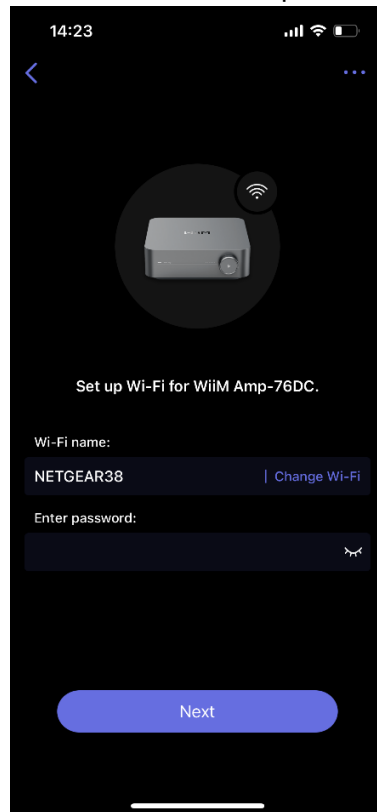 14:23
Set up Wi-Fi for WiiM Amp-76DC.
Wi-Fi name:
NETGEAR38 | Change Wi-Fi
Enter password:
Next